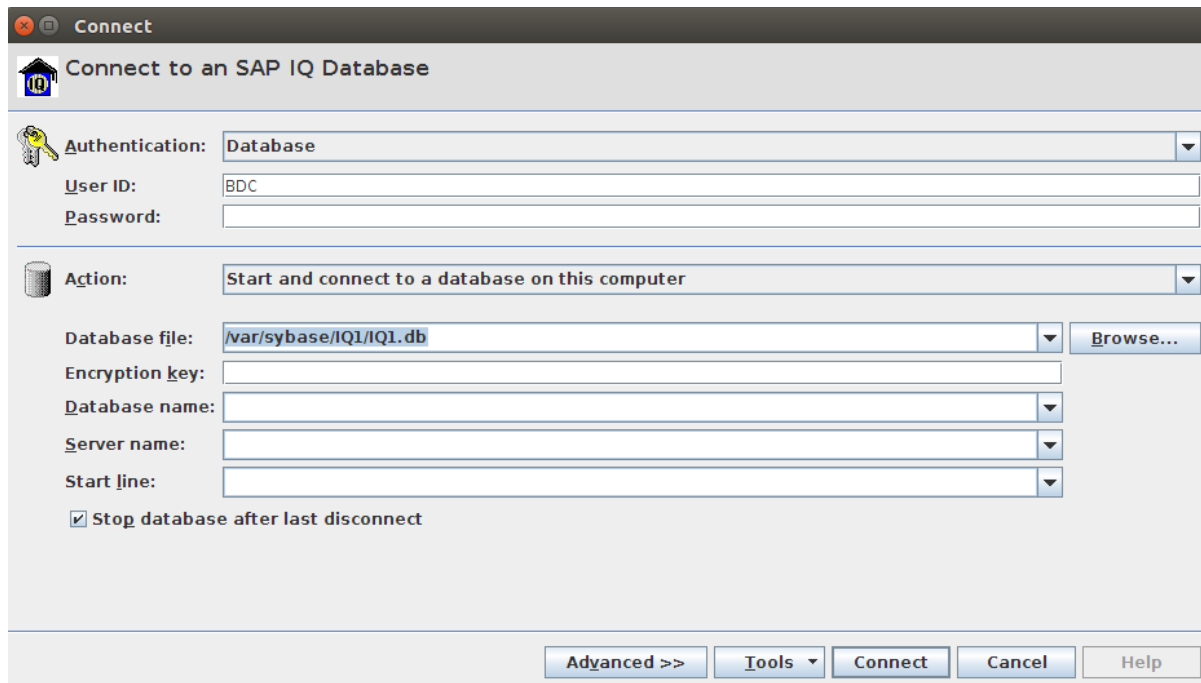 Connect
Connect to an SAP IQ Database
IQ
Authentication: Database
User ID: BDC
Password:
Action: Start and connect to a database on this computer
Database file: /var/sybase/IQ1/IQ1.db Browse...
Encryption key:
Database name:
Server name:
Start line:
Stop database after last disconnect
Advanced >> Tools Connect Cancel Help